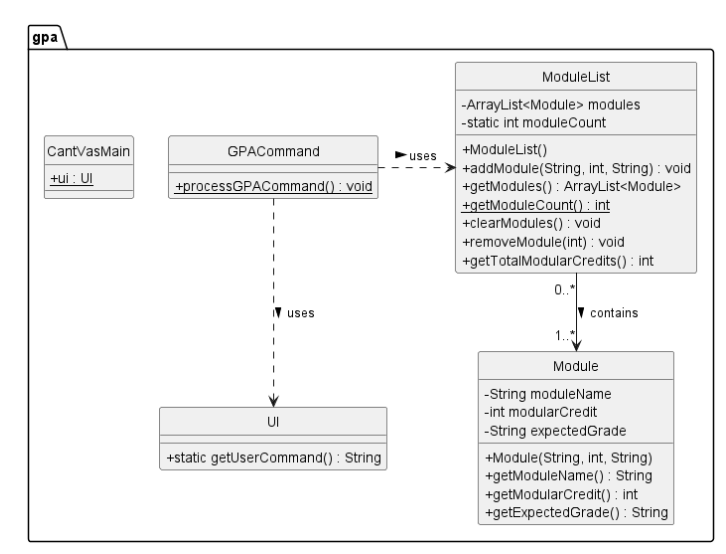 gpa
CantVasMain
+ui : UI
GPACommand
+processGPACommand() : void
uses
ModuleList
-ArrayList<Module> modules
-static int moduleCount
+ModuleList()
+addModule(String, int, String) : void
+getModules() : ArrayList<Module>
+getModuleCount() : int
+clearModules() : void
+removeModule(int) : void
+getTotalModularCredits() : int
0..*
contains
1..*
uses
UI
+static getUserCommand() : String
Module
-String moduleName
-int modularCredit
-String expectedGrade
+Module(String, int, String)
+getModuleName() : String
+getModularCredit() : int
+getExpectedGrade() : String